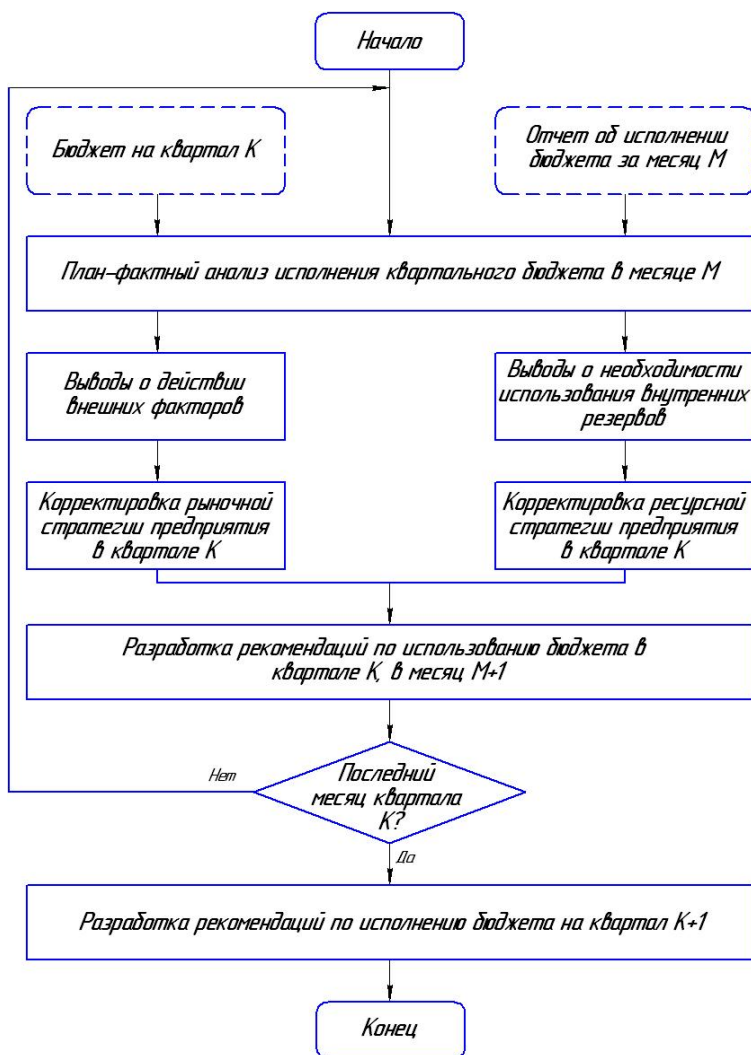 Начало
Бюджет на квартал К
Отчет об исполнении
бюджета за месяц М
План-фактный анализ исполнения квартального бюджета в месяце М
Выводы о действии
внешних факторов
Выводы о необходимости
использования внутренних
резервов
Корректировка рыночной
стратегии предприятия
в квартале К
Корректировка ресурсной
стратегии предприятия
в квартале К
Разработка рекомендаций по использованию бюджета в
квартале К, в месяц М+1
Нет
Последний
месяц квартала
К?
Да
Разработка рекомендаций по исполнению бюджета на квартал К+1
Конец